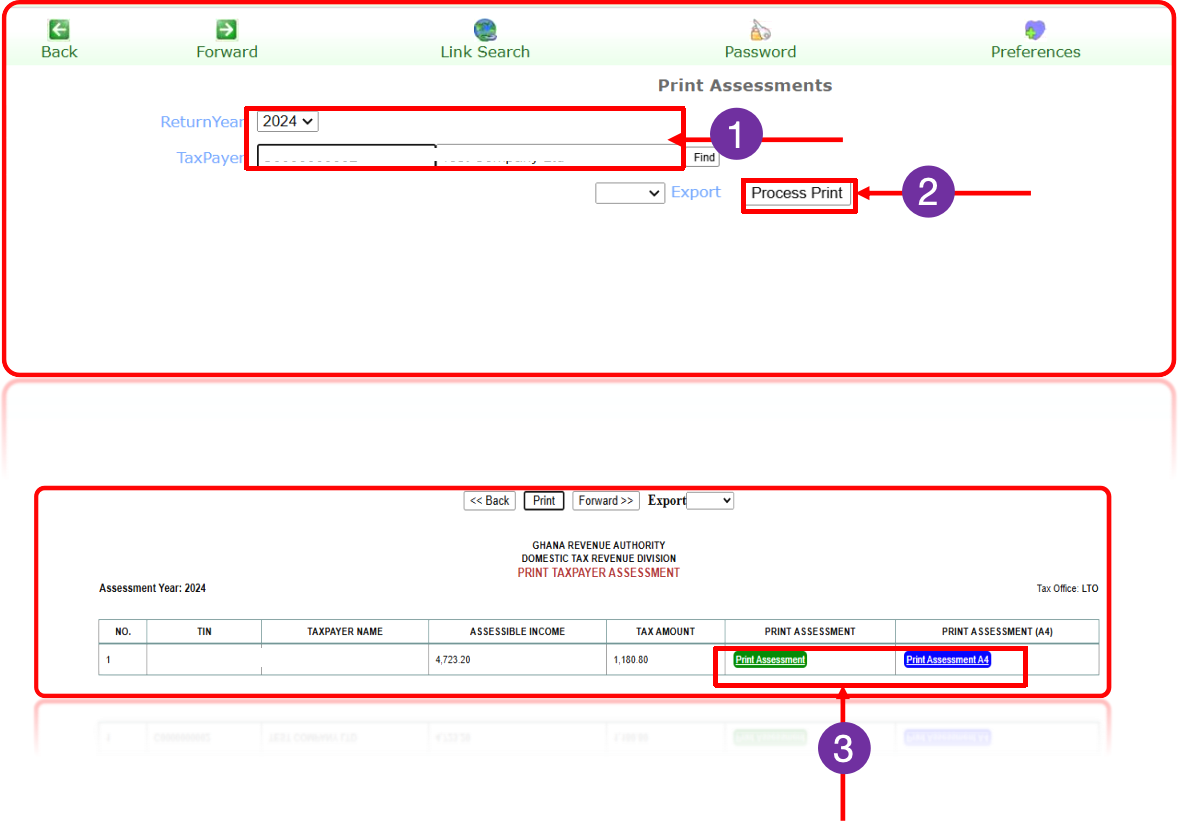 Back Forward Link Search Password Preferences
Print Assessments
ReturnYear 2024
1
TaxPayer Find
Export Process Print
2
<< Back Print Forward >> Export
GHANA REVENUE AUTHORITY
DOMESTIC TAX REVENUE DIVISION
PRINT TAXPAYER ASSESSMENT
Assessment Year: 2024 Tax Office: LTO
NO. TIN TAXPAYER NAME ASSESSIBLE INCOME TAX AMOUNT PRINT ASSESSMENT PRINT ASSESSMENT (A4)
1 4,723.20 1,180.80 Print Assessment Print Assessment A4
3